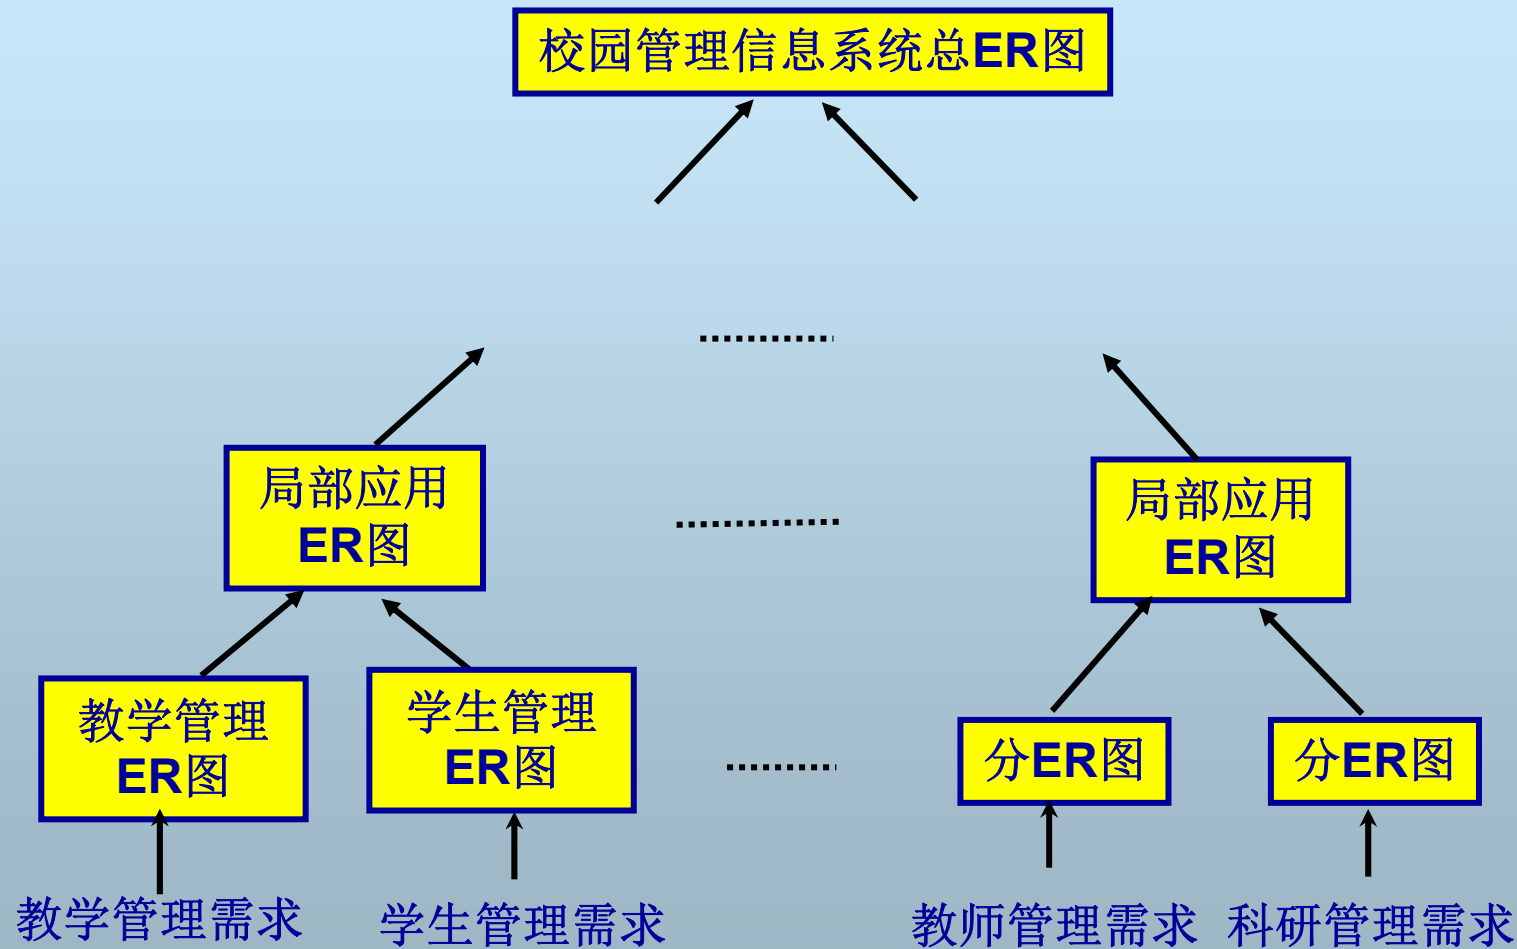 校园管理信息系统总ER图
局部应用
ER图
局部应用
ER图
教学管理
ER图
学生管理
ER图
分ER图
分ER图
教学管理需求
学生管理需求
教师管理需求
科研管理需求